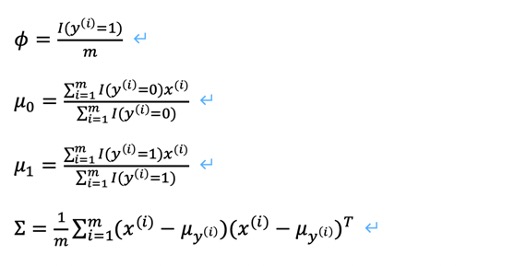 ϕ = I(y⁽ⁱ⁾=1) / m ↵
μ₀ = ∑ᵢ₌₁ᵐ I(y⁽ⁱ⁾=0)x⁽ⁱ⁾ / ∑ᵢ₌₁ᵐ I(y⁽ⁱ⁾=0) ↵
μ₁ = ∑ᵢ₌₁ᵐ I(y⁽ⁱ⁾=1)x⁽ⁱ⁾ / ∑ᵢ₌₁ᵐ I(y⁽ⁱ⁾=1) ↵
Σ = 1/m ∑ᵢ₌₁ᵐ (x⁽ⁱ⁾ − μ_y⁽ⁱ⁾)(x⁽ⁱ⁾ − μ_y⁽ⁱ⁾)ᵀ ↵